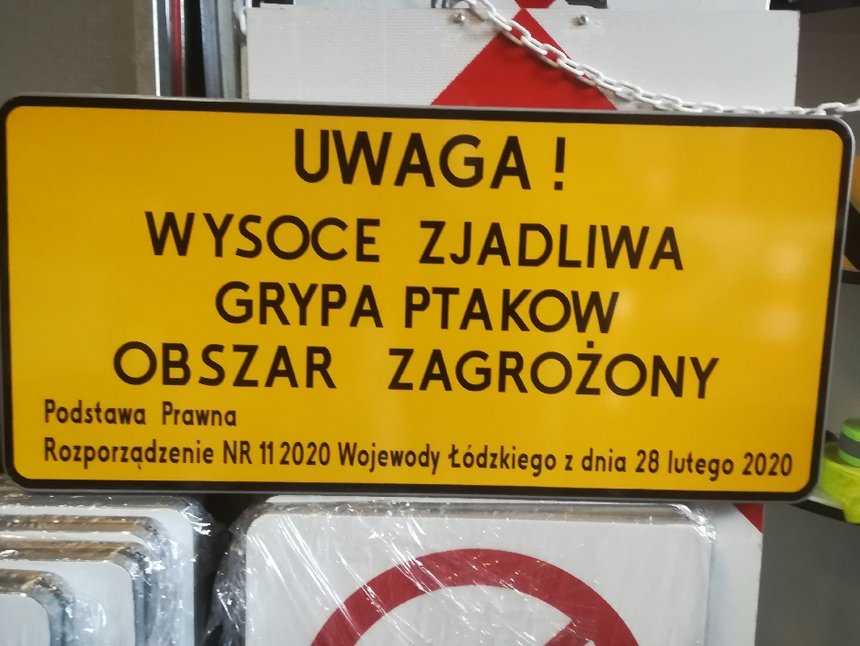 UWAGA !
WYSOCE ZJADLIWA
GRYPA PTAKOW
OBSZAR ZAGROŻONY
Podstawa Prawna
Rozporządzenie NR 11 2020 Wojewody Łódzkiego z dnia 28 lutego 2020